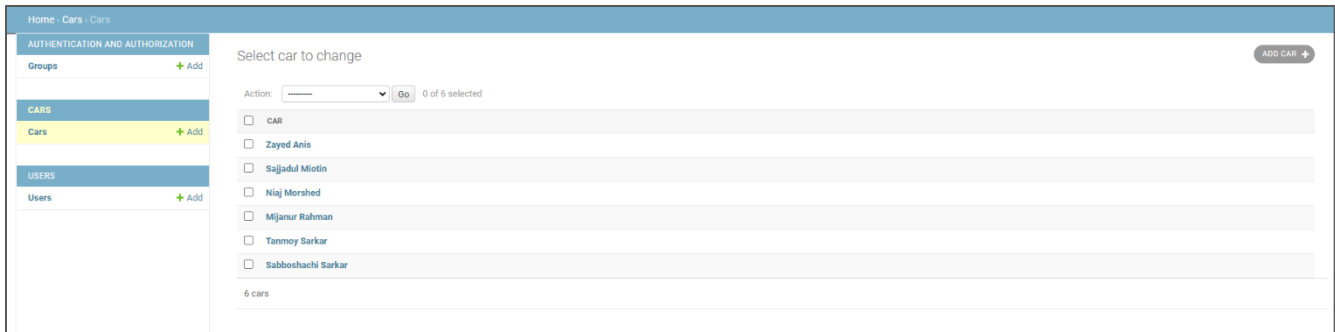 Home › Cars › Cars
AUTHENTICATION AND AUTHORIZATION
Groups + Add
CARS
Cars + Add
USERS
Users + Add
Select car to change
ADD CAR +
Action: --------- Go 0 of 6 selected
CAR
Zayed Anis
Sajjadul Miotin
Niaj Morshed
Mijanur Rahman
Tanmoy Sarkar
Sabboshachi Sarkar
6 cars